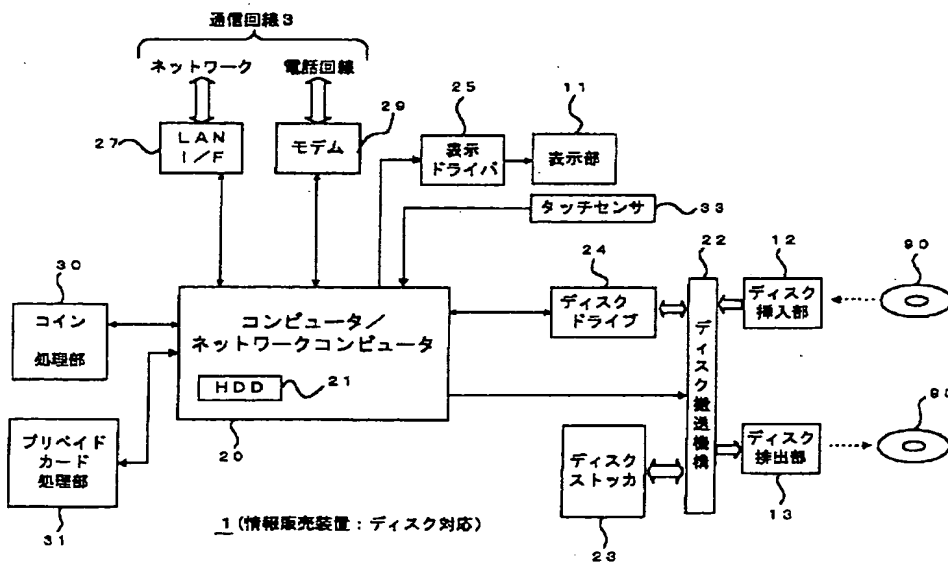 通信回線3
ネットワーク
電話回線
27
LAN
I/F
29
モデム
25
表示
ドライバ
11
表示部
タッチセンサ
33
30
コイン
処理部
コンピュータ/
ネットワークコンピュータ
HDD
21
20
24
ディスク
ドライブ
22
ディスク搬送機構
12
ディスク
挿入部
90
プリペイド
カード
処理部
31
ディスク
ストッカ
23
ディスク
排出部
13
90
1(情報販売装置:ディスク対応)